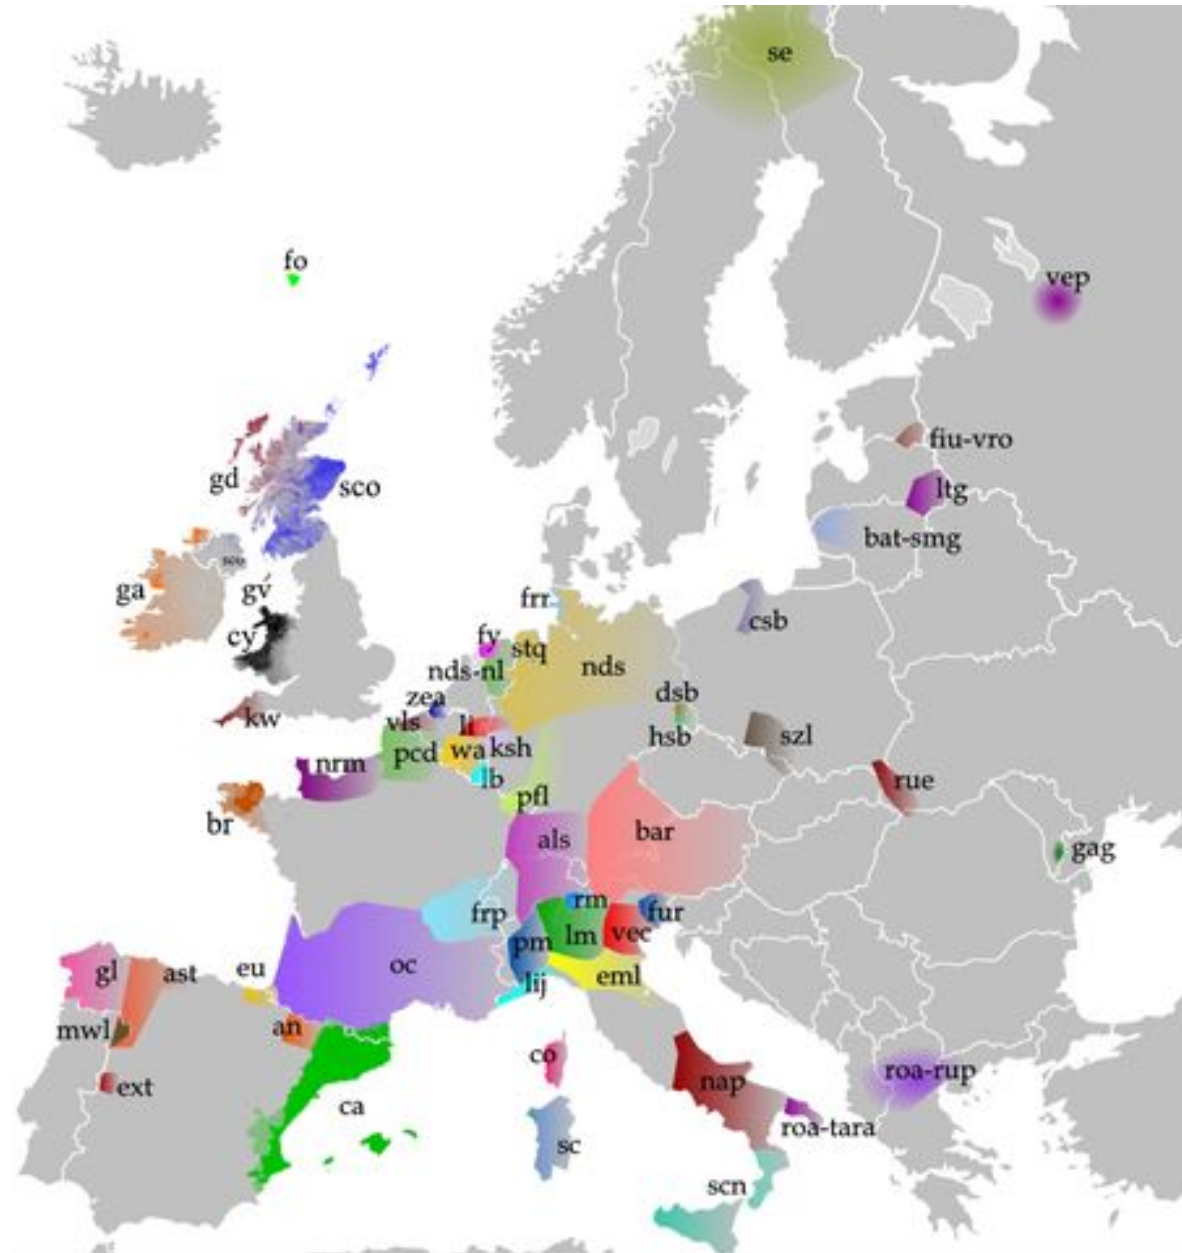 se
fo
vep
fiu-vro
gd
sco
ltg
bat-smg
sco
ga
gv
frr
csb
cy
fy
stq
nds-nl
nds
zea
dsb
kw
vls
li
hsb
szl
nrm
pcd
wa
ksh
lb
rue
pfl
br
als
bar
gag
rm
frp
fur
lm
vec
pm
oc
gl
ast
eu
eml
lij
mwl
an
co
ext
nap
roa-rup
ca
roa-tara
sc
scn